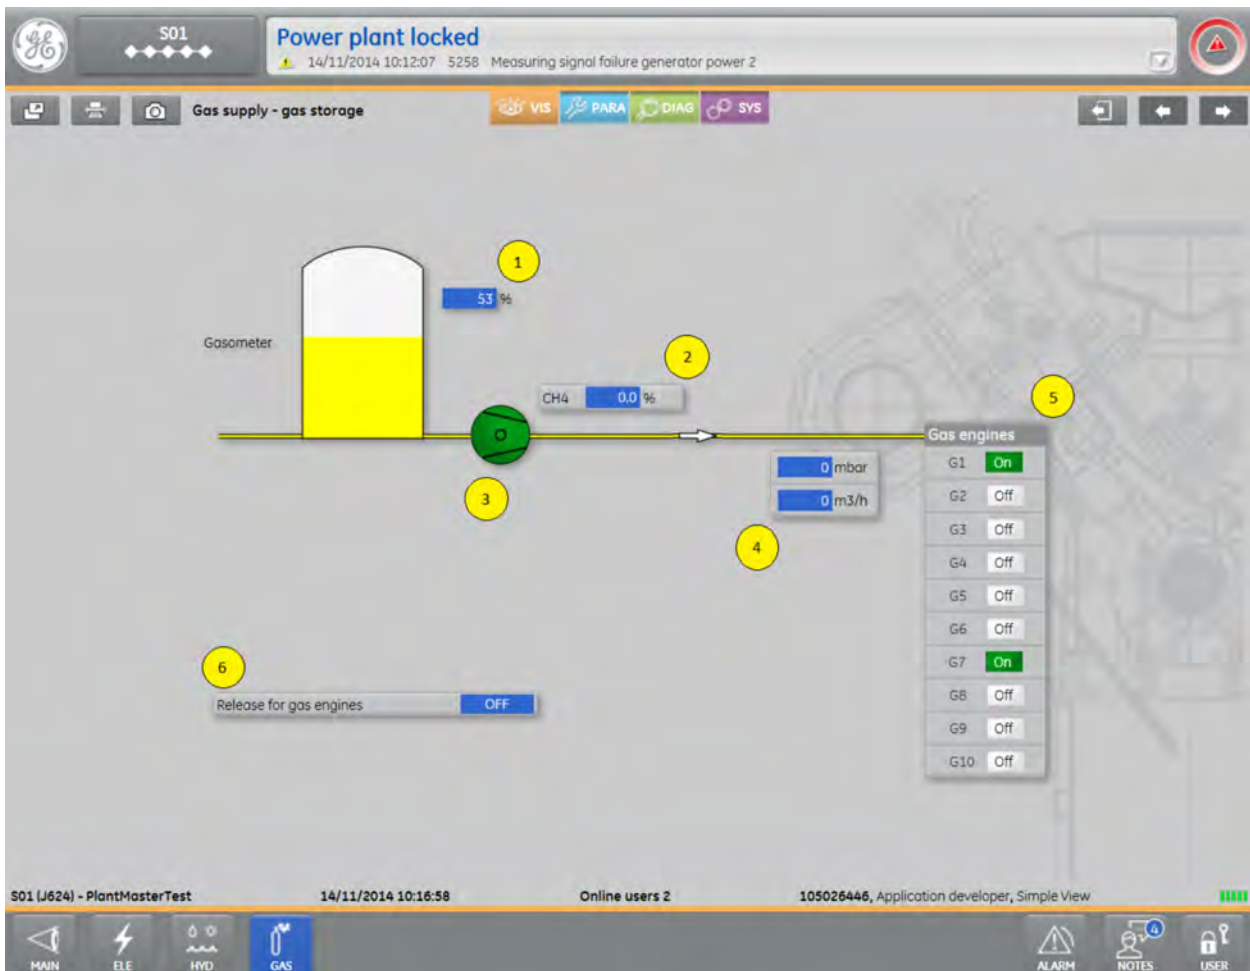 S01
Power plant locked
14/11/2014 10:12:07 5258 Measuring signal failure generator power 2
Gas supply - gas storage
VIS PARA DIAG SYS
1
53 %
Gasometer
2
CH4 0.0 %
5
Gas engines
3
0 mbar
0 m3/h
4
G1 On
G2 Off
G3 Off
G4 Off
G5 Off
G6 Off
G7 On
G8 Off
G9 Off
G10 Off
6
Release for gas engines OFF
S01 (J624) - PlantMasterTest 14/11/2014 10:16:58 Online users 2 105026446, Application developer, Simple View
MAIN ELE HYD GAS ALARM NOTES 4 USER